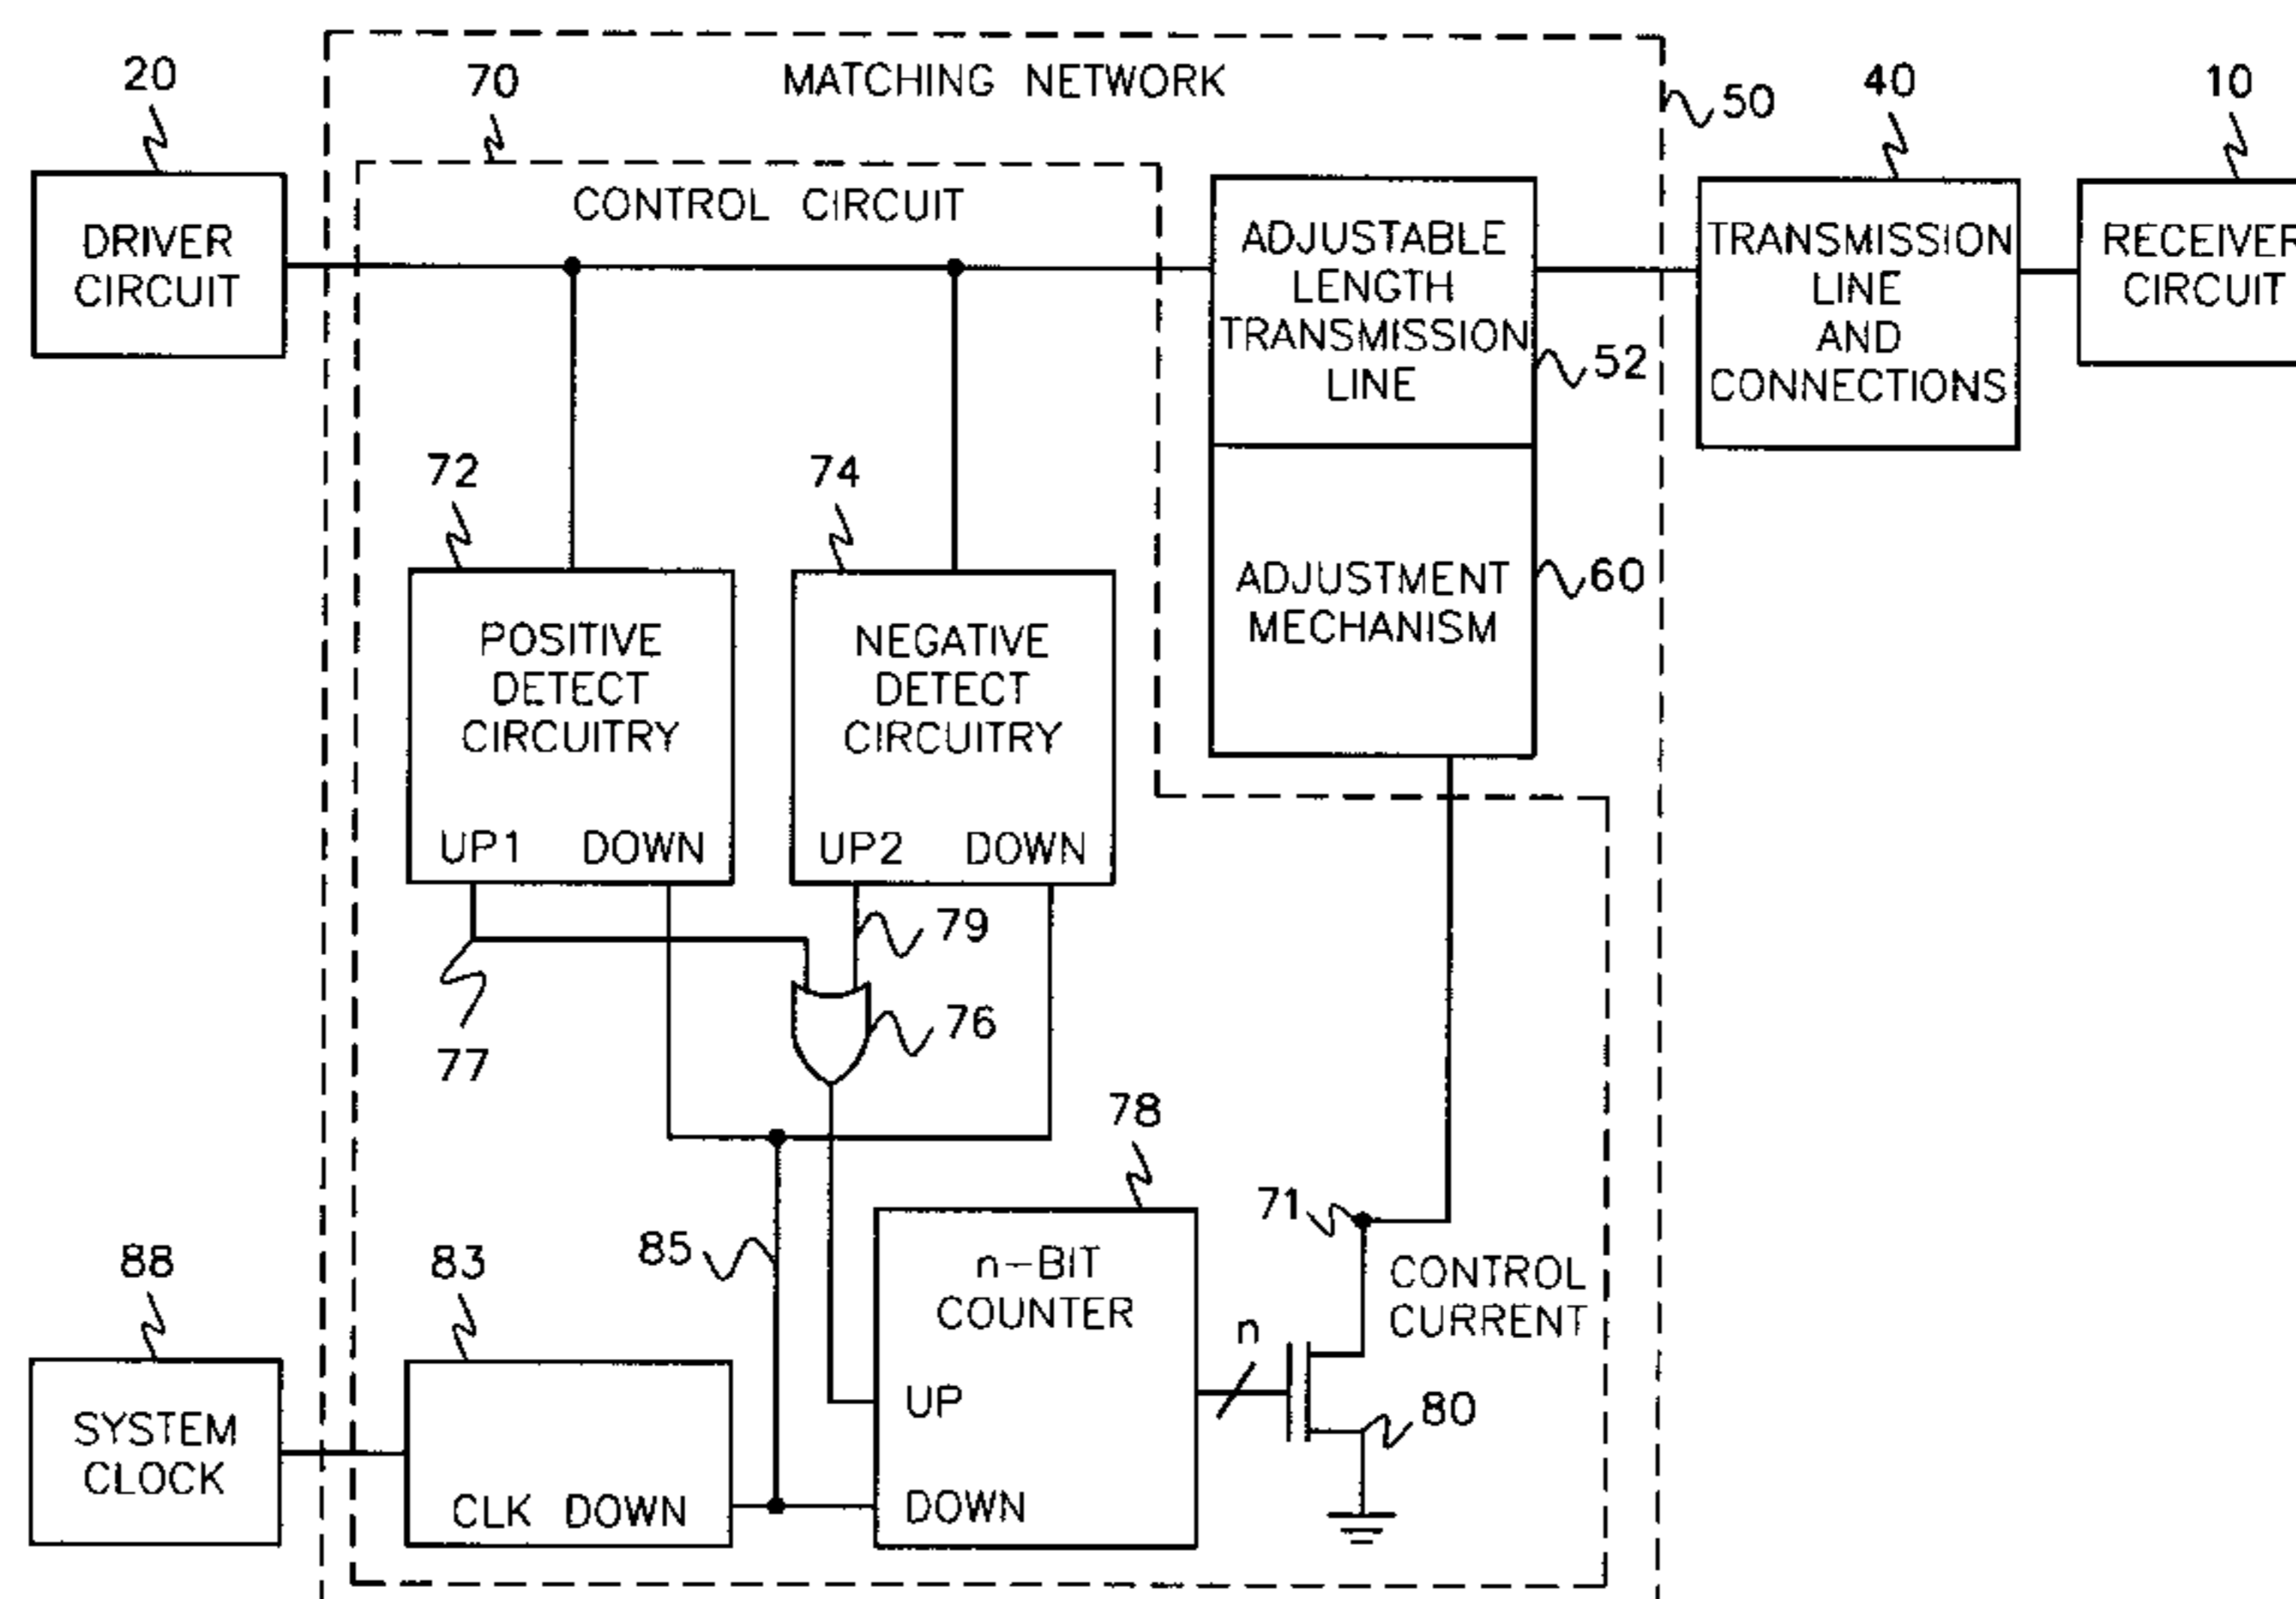 20
70
MATCHING NETWORK
50
40
10
DRIVER
CIRCUIT
CONTROL CIRCUIT
ADJUSTABLE
LENGTH
TRANSMISSION
LINE
52
TRANSMISSION
LINE
AND
CONNECTIONS
RECEIVER
CIRCUIT
72
74
POSITIVE
DETECT
CIRCUITRY
UP1 DOWN
NEGATIVE
DETECT
CIRCUITRY
UP2 DOWN
ADJUSTMENT
MECHANISM
60
79
76
77
78
71
85
88
83
n-BIT
COUNTER
UP
DOWN
CONTROL
CURRENT
n
80
SYSTEM
CLOCK
CLK DOWN